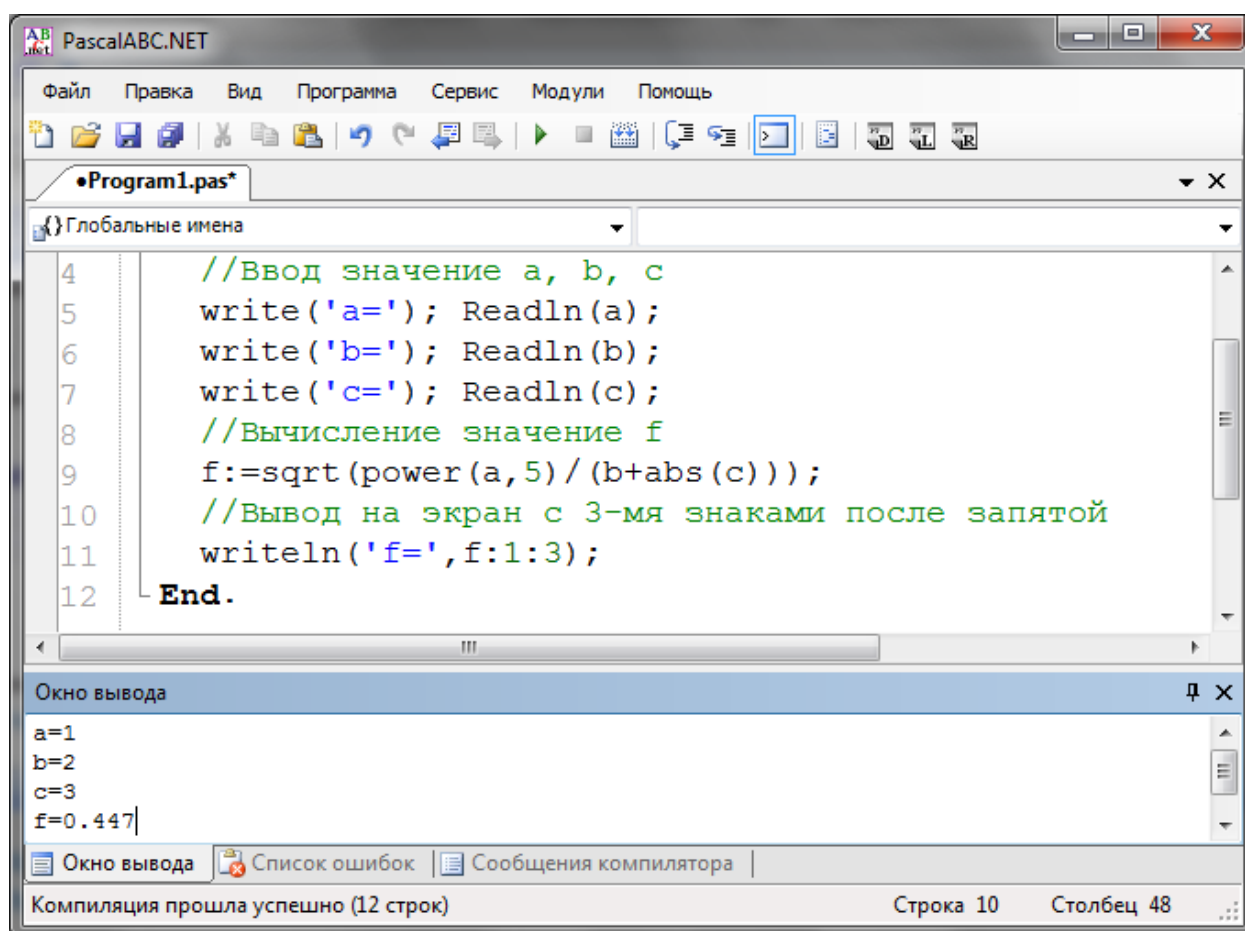 PascalABC.NET
Файл Правка Вид Программа Сервис Модули Помощь
•Program1.pas*
{}Глобальные имена
4 //Ввод значение a, b, c
5 write('a='); Readln(a);
6 write('b='); Readln(b);
7 write('c='); Readln(c);
8 //Вычисление значение f
9 f:=sqrt(power(a,5)/(b+abs(c)));
10 //Вывод на экран с 3-мя знаками после запятой
11 writeln('f=',f:1:3);
12 End.
Окно вывода
a=1
b=2
c=3
f=0.447
Окно вывода Список ошибок Сообщения компилятора
Компиляция прошла успешно (12 строк) Строка 10 Столбец 48